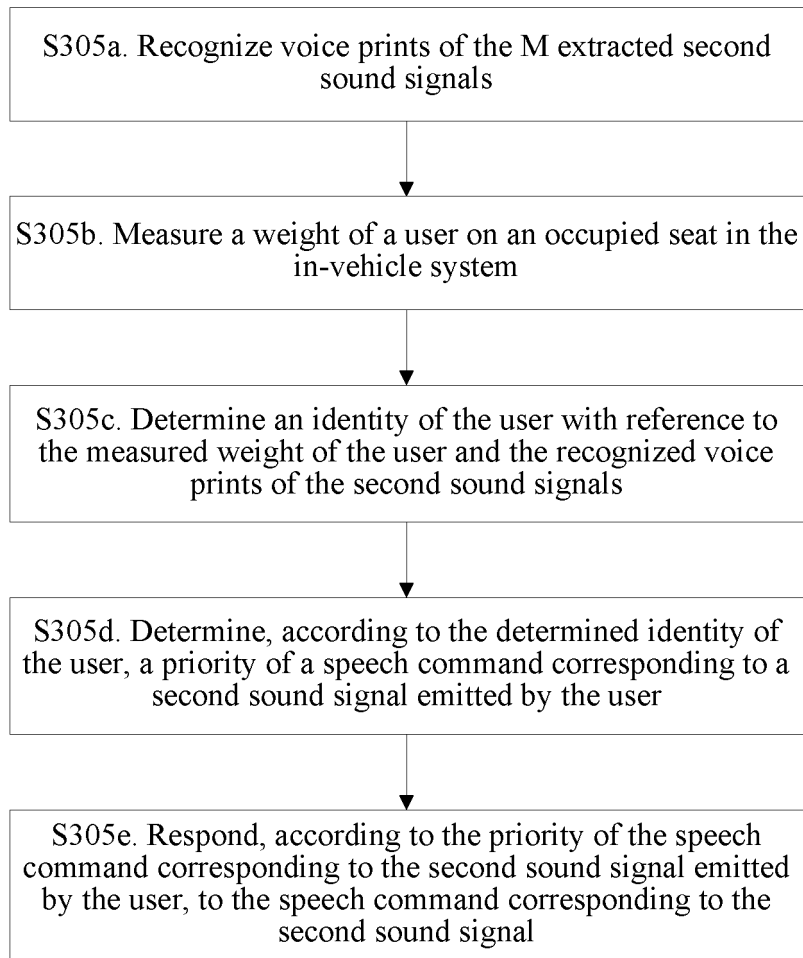 S305a. Recognize voice prints of the M extracted second
sound signals
S305b. Measure a weight of a user on an occupied seat in the
in-vehicle system
S305c. Determine an identity of the user with reference to
the measured weight of the user and the recognized voice
prints of the second sound signals
S305d. Determine, according to the determined identity of
the user, a priority of a speech command corresponding to a
second sound signal emitted by the user
S305e. Respond, according to the priority of the speech
command corresponding to the second sound signal emitted
by the user, to the speech command corresponding to the
second sound signal